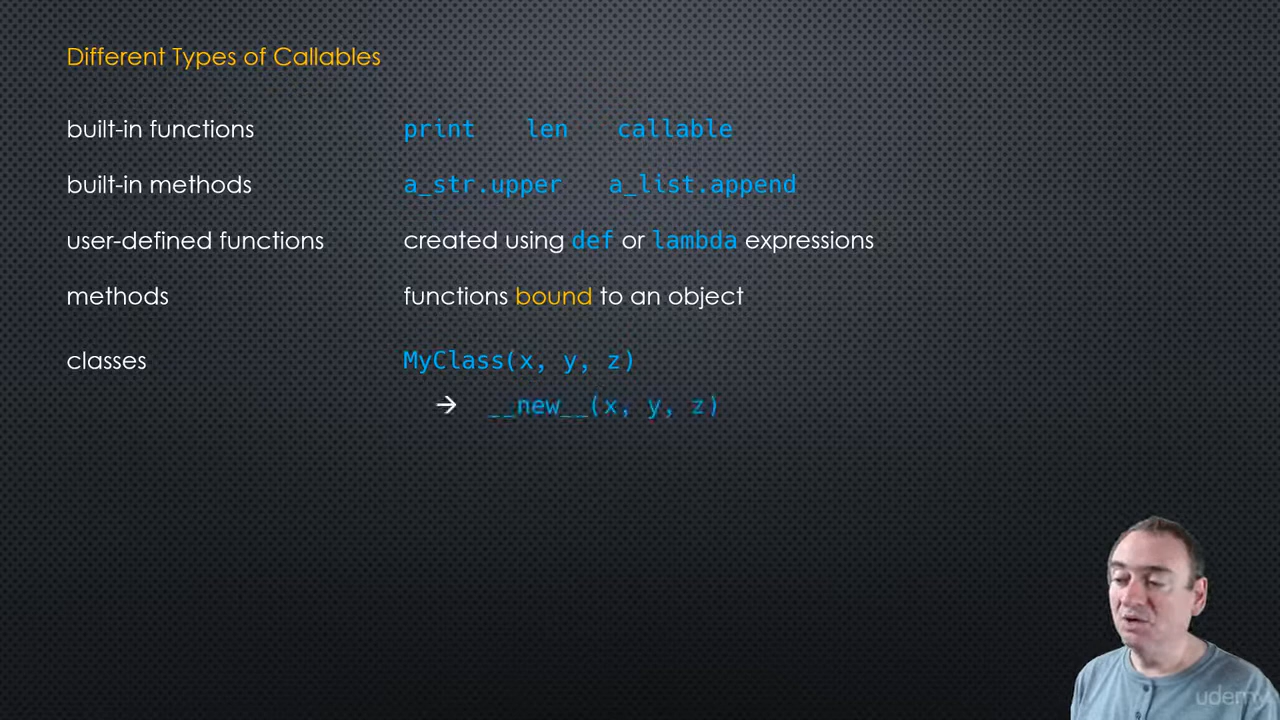 Different Types of Callables
built-in functions print len callable
built-in methods a_str.upper a_list.append
user-defined functions created using def or lambda expressions
methods functions bound to an object
classes MyClass(x, y, z)
→ __new__(x, y, z)
udemy